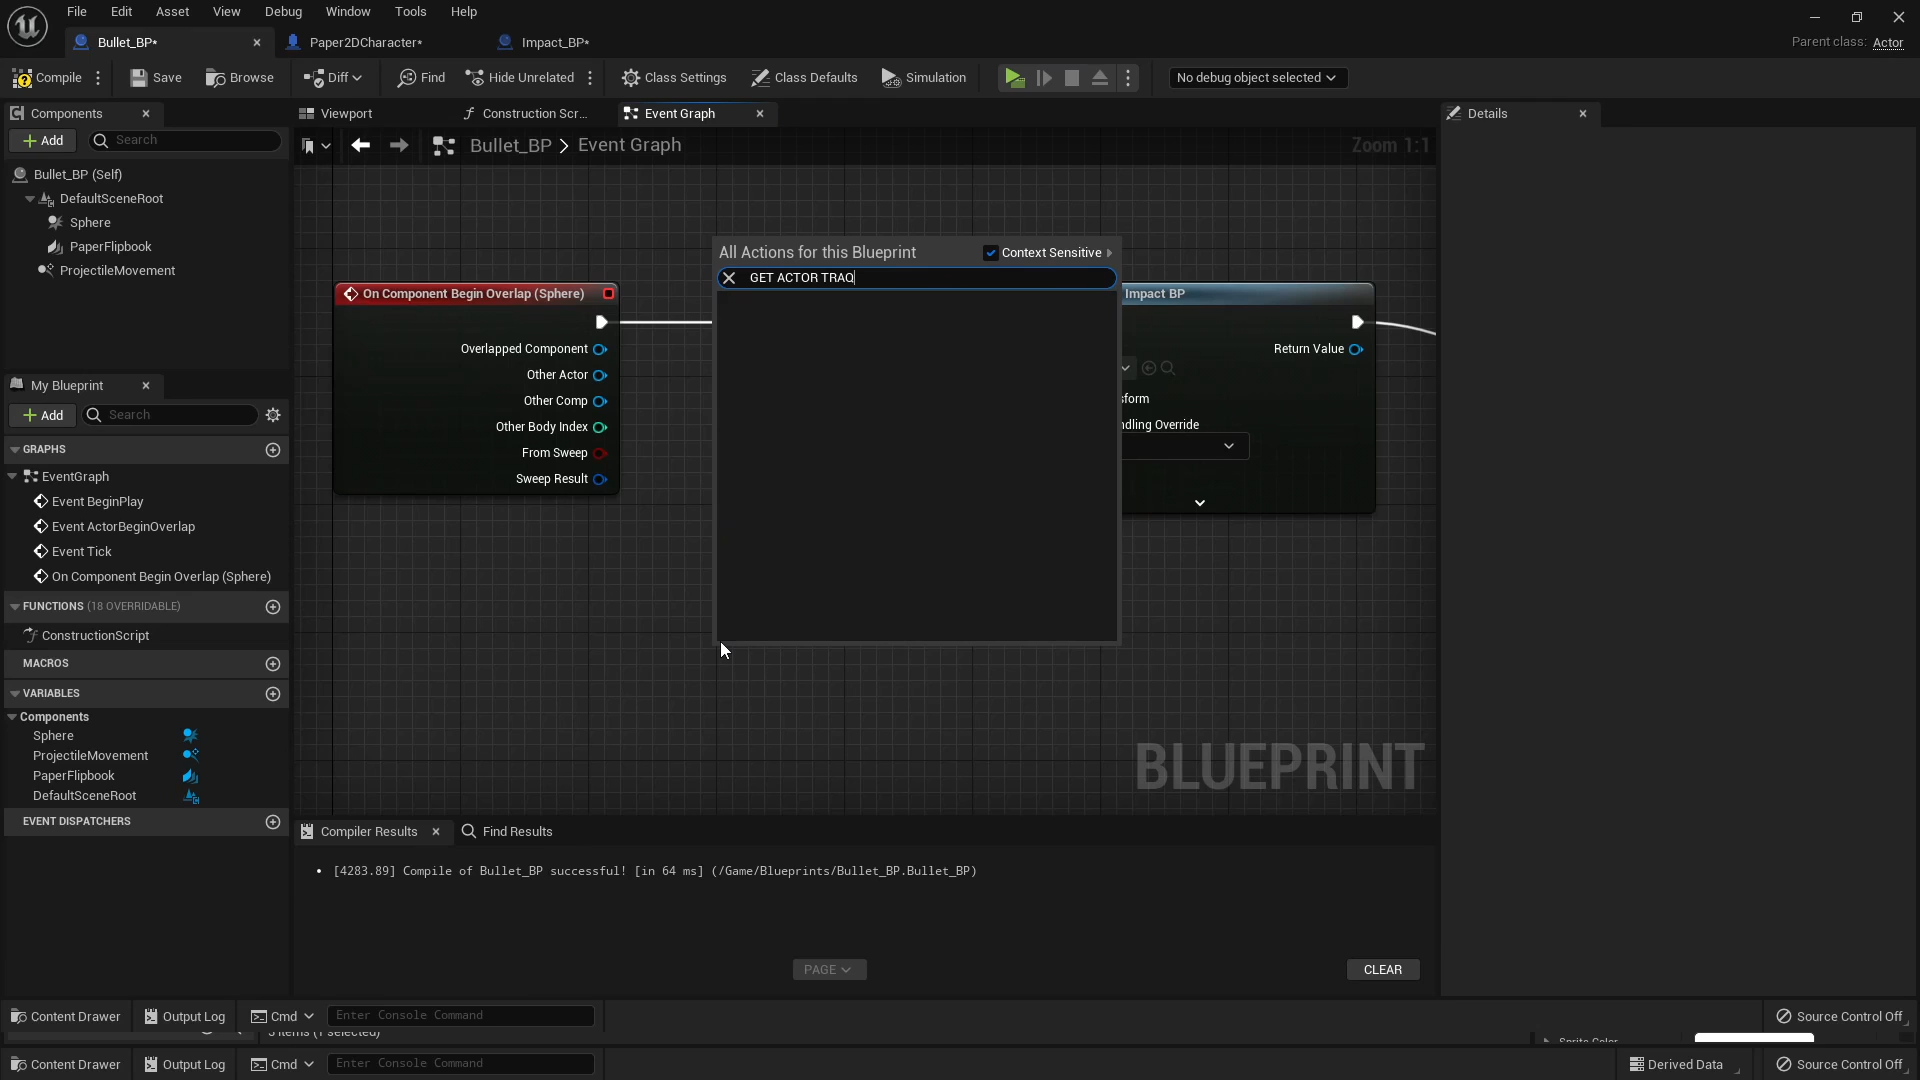 File Edit Asset View Debug Window Tools Help
Bullet_BP* Paper2DCharacter* Impact_BP*
Parent class: Actor
Compile Save Browse Diff Find Hide Unrelated Class Settings Class Defaults Simulation No debug object selected
Components Viewport Construction Scr... Event Graph Details
Add Search
Bullet_BP > Event Graph Zoom 1:1
Bullet_BP (Self)
DefaultSceneRoot
Sphere
PaperFlipbook
ProjectileMovement
All Actions for this Blueprint Context Sensitive
GET ACTOR TRAQ
On Component Begin Overlap (Sphere)
Overlapped Component
Other Actor
Other Comp
Other Body Index
From Sweep
Sweep Result
Impact BP
Return Value
sform
ndling Override
My Blueprint
Add Search
GRAPHS
EventGraph
Event BeginPlay
Event ActorBeginOverlap
Event Tick
On Component Begin Overlap (Sphere)
FUNCTIONS (18 OVERRIDABLE)
ConstructionScript
MACROS
VARIABLES
Components
Sphere
ProjectileMovement
PaperFlipbook
DefaultSceneRoot
EVENT DISPATCHERS
BLUEPRINT
Compiler Results Find Results
[4283.89] Compile of Bullet_BP successful! [in 64 ms] (/Game/Blueprints/Bullet_BP.Bullet_BP)
PAGE CLEAR
Content Drawer Output Log Cmd Enter Console Command Source Control Off
items (1 selected)
Sprite Color
Content Drawer Output Log Cmd Enter Console Command Derived Data Source Control Off